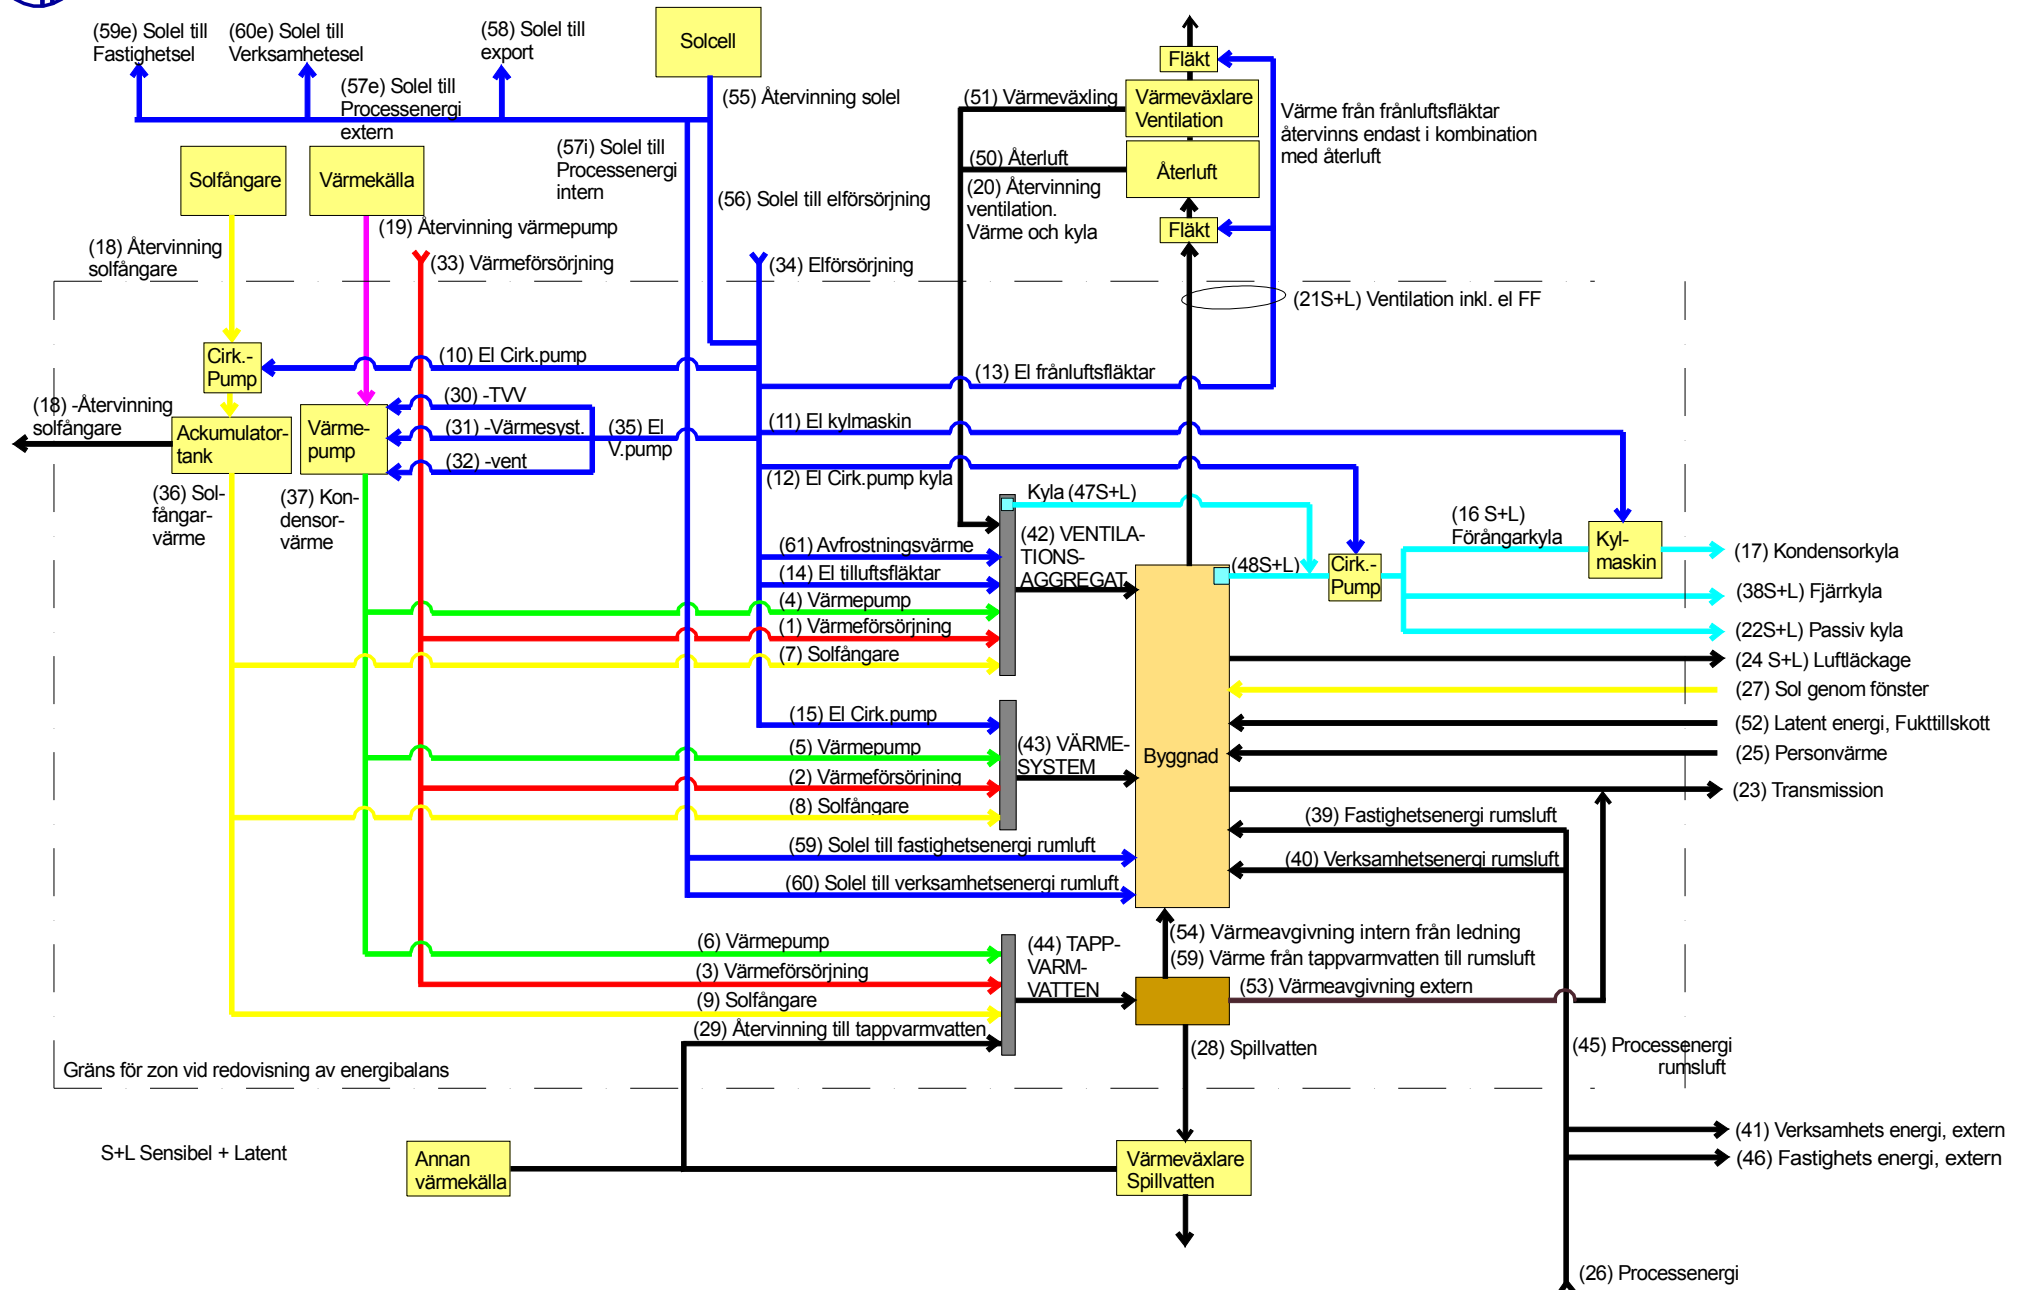 (59e) Solel till
Fastighetsel
(60e) Solel till
Verksamhetesel
(58) Solel till
export
Solcell
(57e) Solel till
Processenergi
extern
(55) Återvinning solel
(57i) Solel till
Processenergi
intern
(56) Solel till elförsörjning
Fläkt
(51) Värmeväxling
Värmeväxlare
Ventilation
Värme från frånluftsfläktar
återvinns endast i kombination
med återluft
(50) Återluft
Återluft
(20) Återvinning
ventilation.
Värme och kyla
Fläkt
Solfångare
Värmekälla
(19) Återvinning värmepump
(18) Återvinning
solfångare
(33) Värmeförsörjning
(34) Elförsörjning
(21S+L) Ventilation inkl. el FF
Cirk.-
Pump
(10) El Cirk.pump
(13) El frånluftsfläktar
(18) -Återvinning
solfångare
Ackumulator-
tank
Värme-
pump
(30) -TVV
(31) -Värmesyst.
(32) -vent
(35) El
V.pump
(11) El kylmaskin
(12) El Cirk.pump kyla
(36) Sol-
fångar-
värme
(37) Kon-
densor-
värme
Kyla (47S+L)
(42) VENTILA-
TIONS-
AGGREGAT
(48S+L)
Cirk.-
Pump
(16 S+L)
Förångarkyla
Kyl-
maskin
(17) Kondensorkyla
(38S+L) Fjärrkyla
(22S+L) Passiv kyla
(61) Avfrostningsvärme
(14) El tilluftsfläktar
(4) Värmepump
(1) Värmeförsörjning
(7) Solfångare
(24 S+L) Luftläckage
(27) Sol genom fönster
(52) Latent energi, Fukttillskott
(25) Personvärme
(23) Transmission
(15) El Cirk.pump
(5) Värmepump
(2) Värmeförsörjning
(8) Solfångare
(43) VÄRME-
SYSTEM
Byggnad
(39) Fastighetsenergi rumsluft
(40) Verksamhetsenergi rumsluft
(59) Solel till fastighetsenergi rumluft
(60) Solel till verksamhetsenergi rumluft
(6) Värmepump
(3) Värmeförsörjning
(9) Solfångare
(29) Återvinning till tappvarmvatten
(44) TAPP-
VARM-
VATTEN
(54) Värmeavgivning intern från ledning
(59) Värme från tappvarmvatten till rumsluft
(53) Värmeavgivning extern
(28) Spillvatten
(45) Processenergi
rumsluft
Gräns för zon vid redovisning av energibalans
S+L Sensibel + Latent
Annan
värmekälla
Värmeväxlare
Spillvatten
(41) Verksamhets energi, extern
(46) Fastighets energi, extern
(26) Processenergi